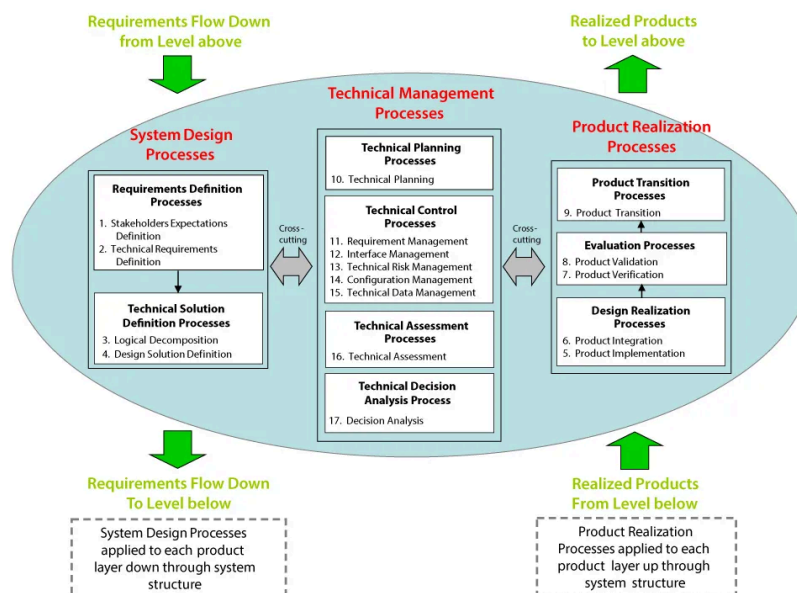 Requirements Flow Down
from Level above
Realized Products
to Level above
Technical Management
Processes
System Design
Processes
Product Realization
Processes
Requirements Definition
Processes
1. Stakeholders Expectations
Definition
2. Technical Requirements
Definition
Technical Solution
Definition Processes
3. Logical Decomposition
4. Design Solution Definition
Cross-
cutting
Technical Planning
Processes
10. Technical Planning
Technical Control
Processes
11. Requirement Management
12. Interface Management
13. Technical Risk Management
14. Configuration Management
15. Technical Data Management
Technical Assessment
Processes
16. Technical Assessment
Technical Decision
Analysis Process
17. Decision Analysis
Cross-
cutting
Product Transition
Processes
9. Product Transition
Evaluation Processes
8. Product Validation
7. Product Verification
Design Realization
Processes
6. Product Integration
5. Product Implementation
Requirements Flow Down
To Level below
Realized Products
From Level below
System Design Processes
applied to each product
layer down through system
structure
Product Realization
Processes applied to each
product layer up through
system structure